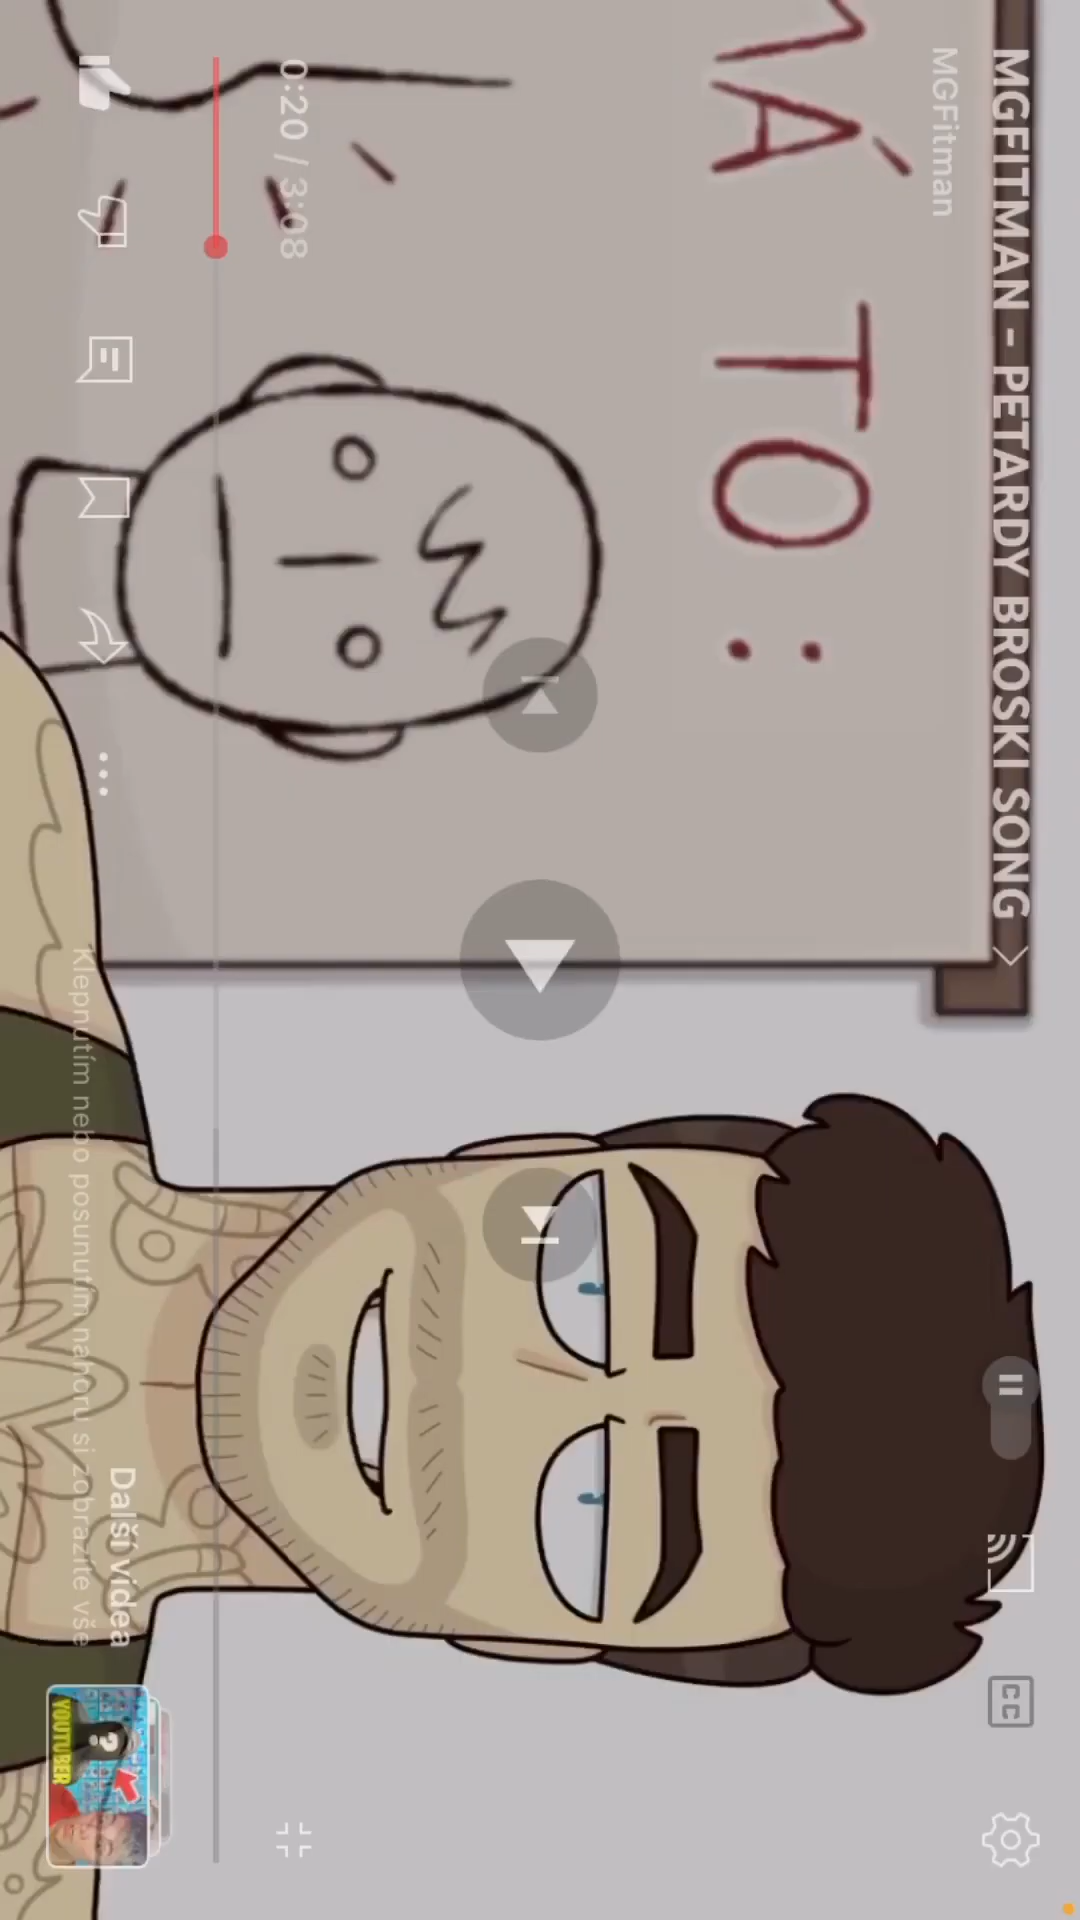 MGFITMAN - PETARDY BROSKI SONG
MGFitman
MÁ TO:
0:20 / 3:08
Další videa
Klepnutím nebo posunutím nahoru si zobrazíte vše
CC
?
YOUTUBER